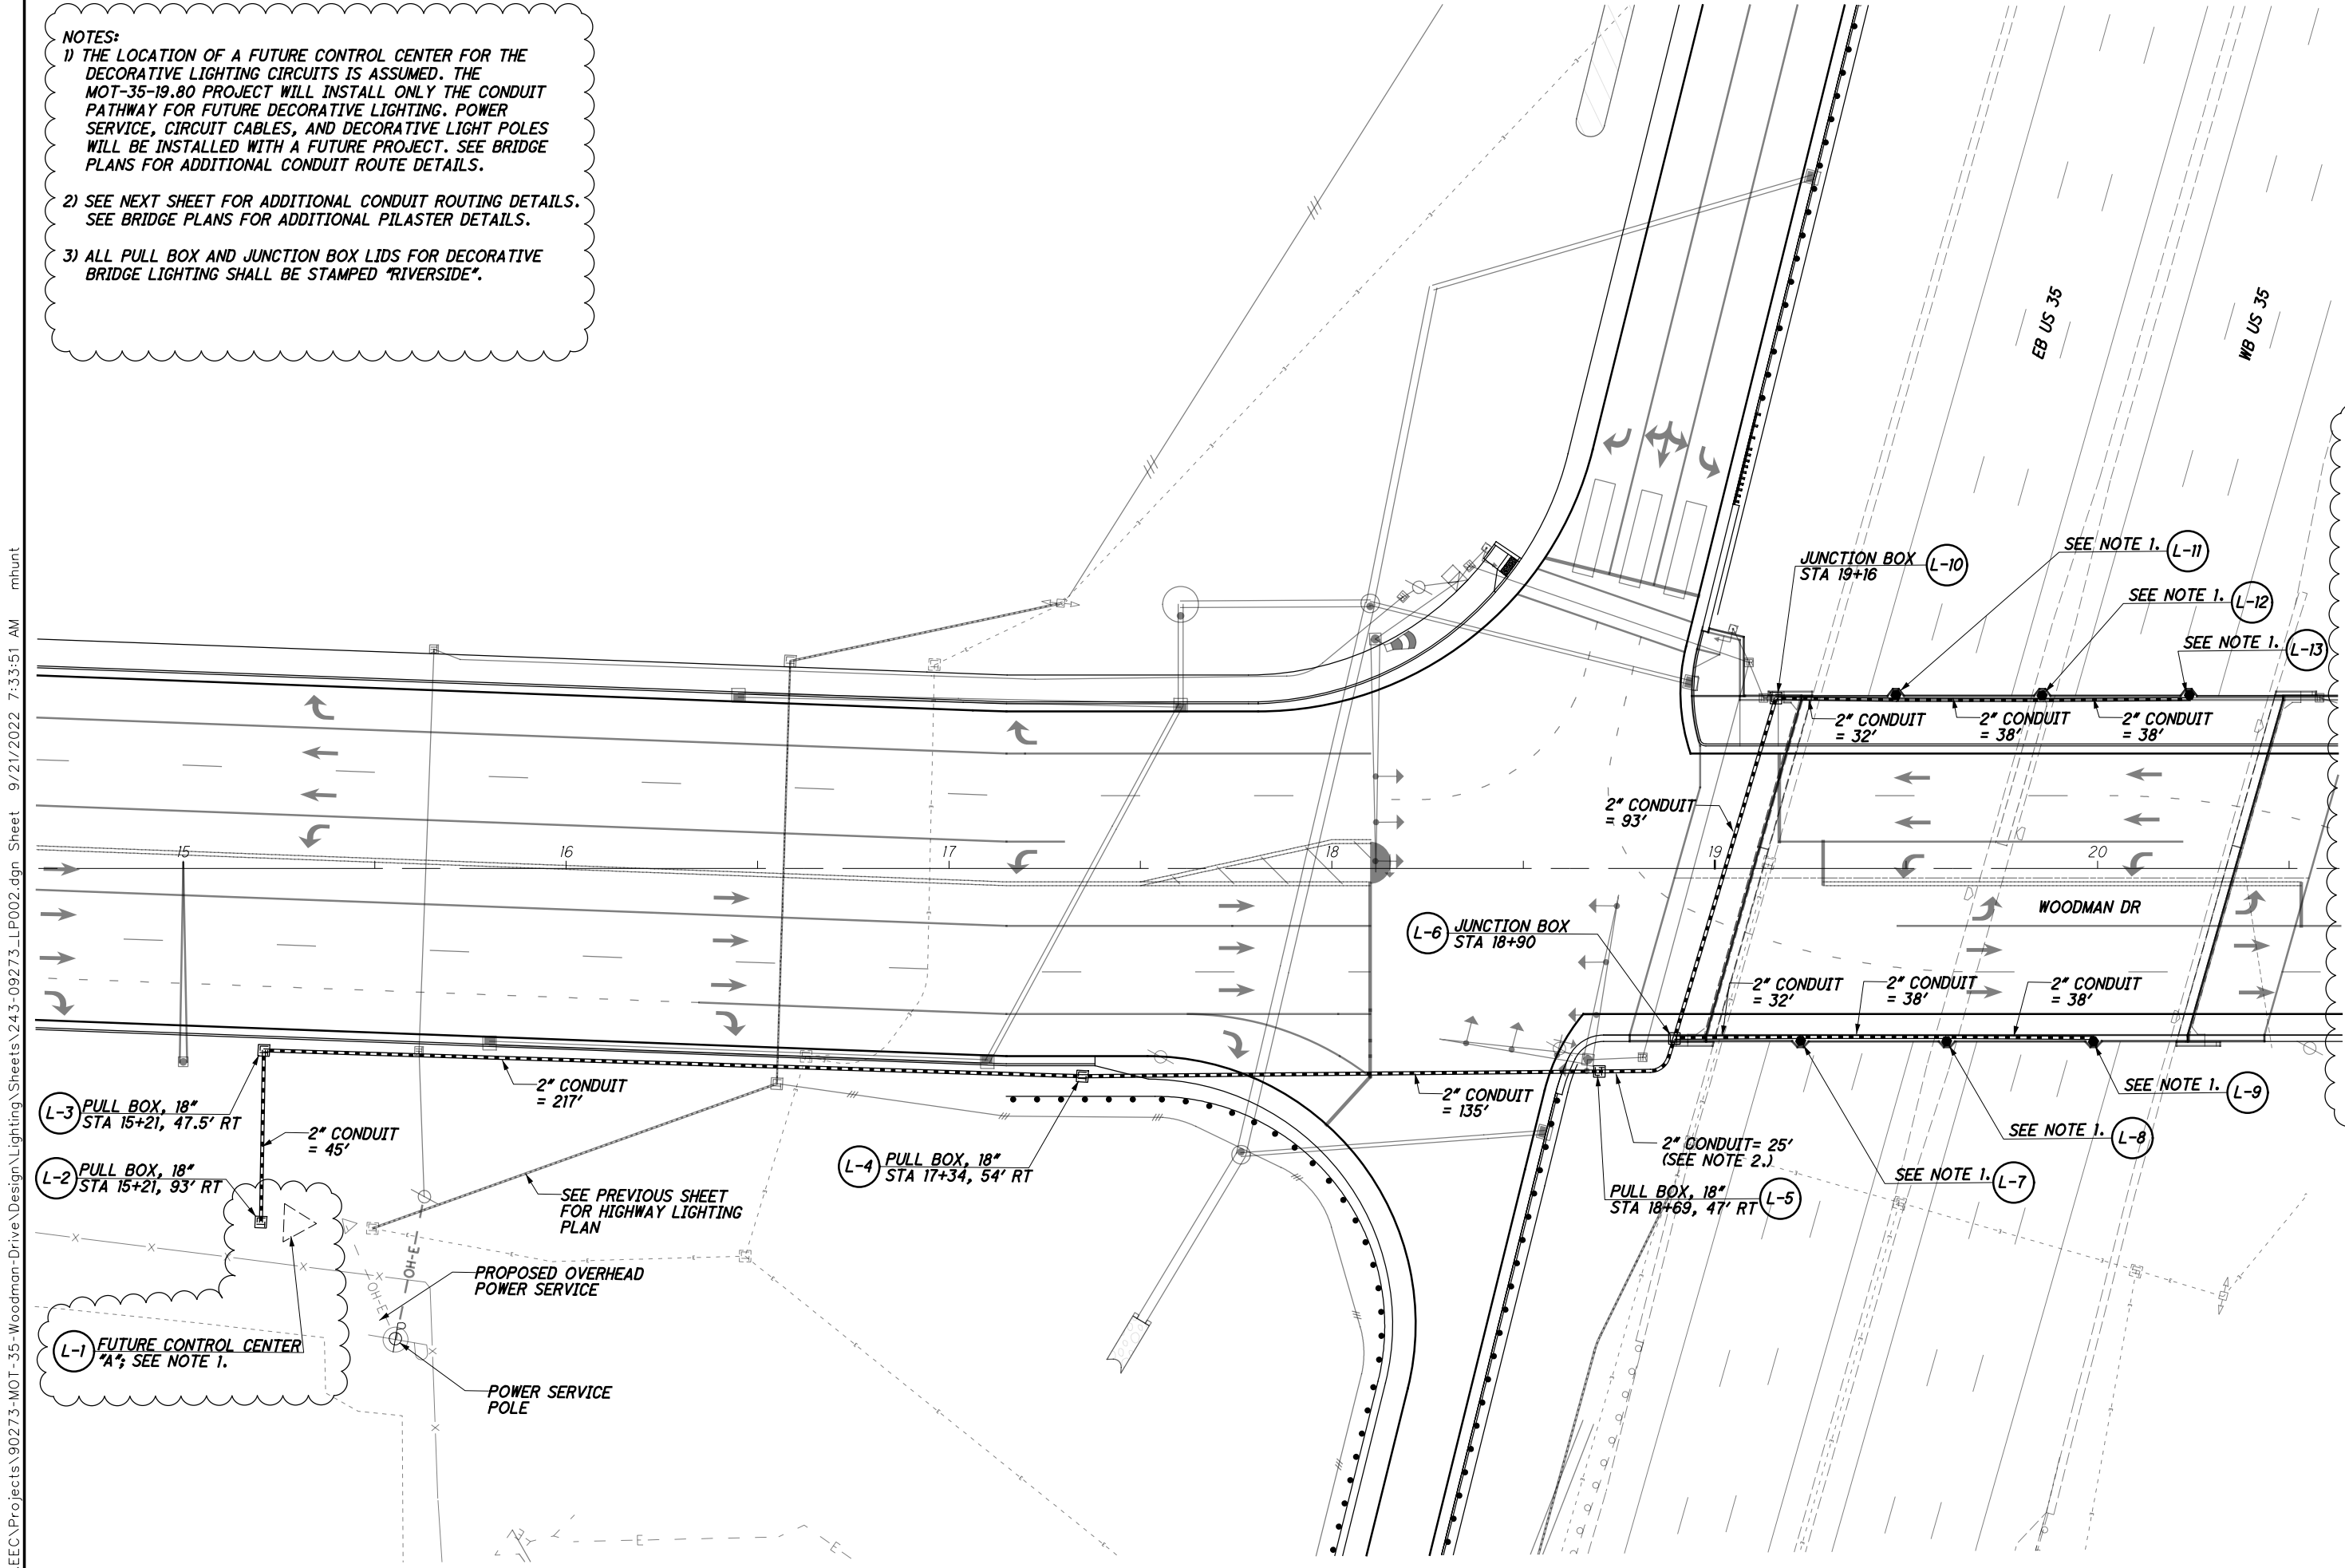 NOTES:
1) THE LOCATION OF A FUTURE CONTROL CENTER FOR THE
DECORATIVE LIGHTING CIRCUITS IS ASSUMED. THE
MOT-35-19.80 PROJECT WILL INSTALL ONLY THE CONDUIT
PATHWAY FOR FUTURE DECORATIVE LIGHTING. POWER
SERVICE, CIRCUIT CABLES, AND DECORATIVE LIGHT POLES
WILL BE INSTALLED WITH A FUTURE PROJECT. SEE BRIDGE
PLANS FOR ADDITIONAL CONDUIT ROUTE DETAILS.
2) SEE NEXT SHEET FOR ADDITIONAL CONDUIT ROUTING DETAILS.
SEE BRIDGE PLANS FOR ADDITIONAL PILASTER DETAILS.
3) ALL PULL BOX AND JUNCTION BOX LIDS FOR DECORATIVE
BRIDGE LIGHTING SHALL BE STAMPED "RIVERSIDE".
EB US 35
WB US 35
JUNCTION BOX
STA 19+16
L-10
SEE NOTE 1.
L-11
SEE NOTE 1.
L-12
SEE NOTE 1.
L-13
2" CONDUIT
= 32'
2" CONDUIT
= 38'
2" CONDUIT
= 38'
2" CONDUIT
= 93'
15
16
17
18
19
20
WOODMAN DR
L-6
JUNCTION BOX
STA 18+90
2" CONDUIT
= 32'
2" CONDUIT
= 38'
2" CONDUIT
= 38'
L-3
PULL BOX, 18"
STA 15+21, 47.5' RT
2" CONDUIT
= 217'
2" CONDUIT
= 45'
L-2
PULL BOX, 18"
STA 15+21, 93' RT
L-4
PULL BOX, 18"
STA 17+34, 54' RT
2" CONDUIT
= 135'
2" CONDUIT= 25'
(SEE NOTE 2.)
PULL BOX, 18"
STA 18+69, 47' RT
L-5
SEE NOTE 1.
L-7
SEE NOTE 1.
L-8
SEE NOTE 1.
L-9
SEE PREVIOUS SHEET
FOR HIGHWAY LIGHTING
PLAN
OH-E
OH-E
PROPOSED OVERHEAD
POWER SERVICE
L-1
FUTURE CONTROL CENTER
"A"; SEE NOTE 1.
POWER SERVICE
POLE
E
E
E
EEC\Projects\90273-MOT-35-Woodman-Drive\Design\Lighting\Sheets\243-09273_LP002.dgn Sheet 9/21/2022 7:33:51 AM mhunt